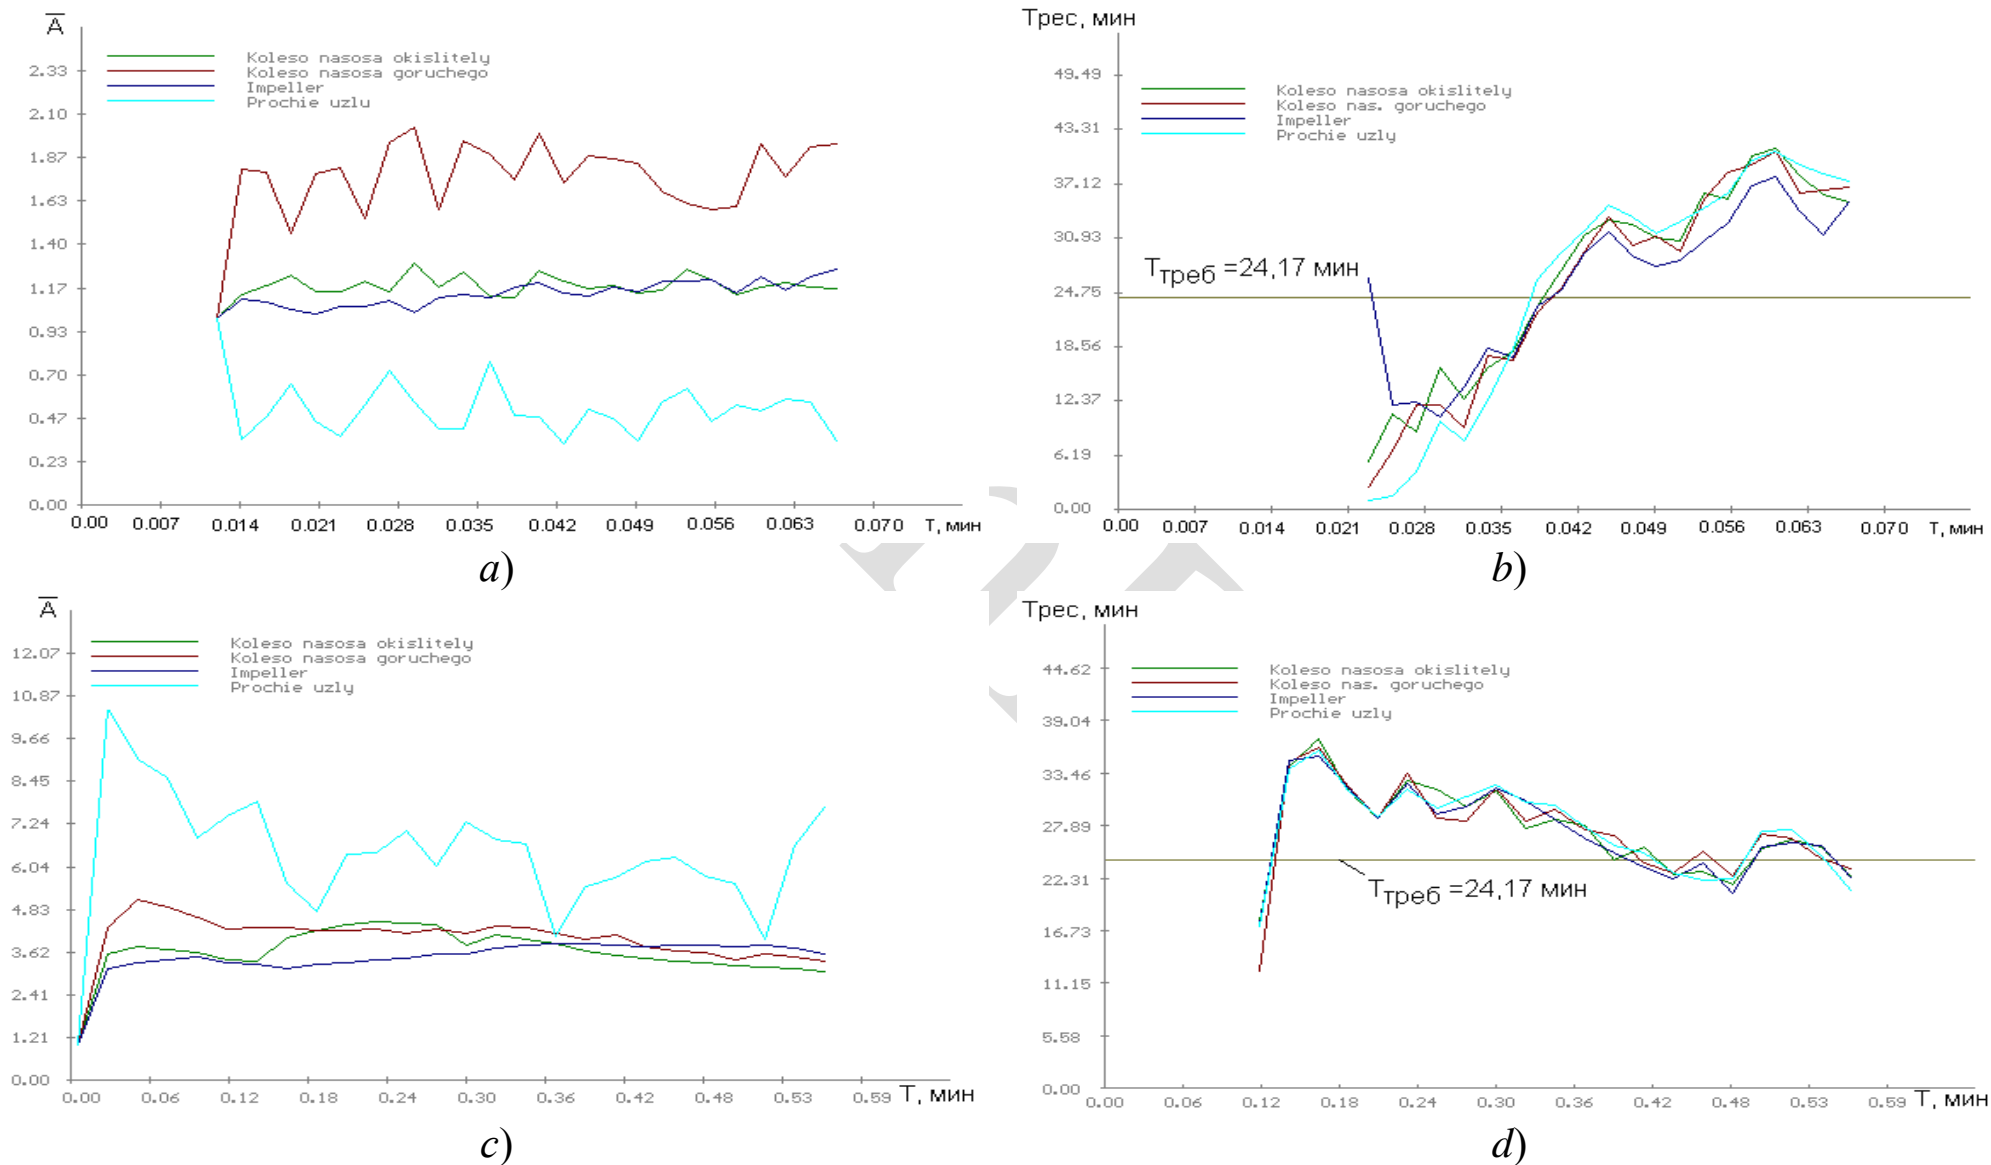 A
Koleso nasosa okislitely
Koleso nasosa goruchego
Impeller
Prochie uzlu
2.33
2.10
1.87
1.63
1.40
1.17
0.93
0.70
0.47
0.23
0.00
0.00 0.007 0.014 0.021 0.028 0.035 0.042 0.049 0.056 0.063 0.070 T, мин
a)
Tрес, мин
Koleso nasosa okislitely
Koleso nas. goruchego
Impeller
Prochie uzly
49.49
43.31
37.12
30.93
24.75
18.56
12.37
6.19
0.00
Tтреб =24,17 мин
0.00 0.007 0.014 0.021 0.028 0.035 0.042 0.049 0.056 0.063 0.070 T, мин
b)
A
Koleso nasosa okislitely
Koleso nasosa goruchego
Impeller
Prochie uzly
12.07
10.87
9.66
8.45
7.24
6.04
4.83
3.62
2.41
1.21
0.00
0.00 0.06 0.12 0.18 0.24 0.30 0.36 0.42 0.48 0.53 0.59 T, мин
c)
Tрес, мин
Koleso nasosa okislitely
Koleso nas. goruchego
Impeller
Prochie uzly
44.62
39.04
33.46
27.89
22.31
16.73
11.15
5.58
0.00
Tтреб =24,17 мин
0.00 0.06 0.12 0.18 0.24 0.30 0.36 0.42 0.48 0.53 0.59 T, мин
d)